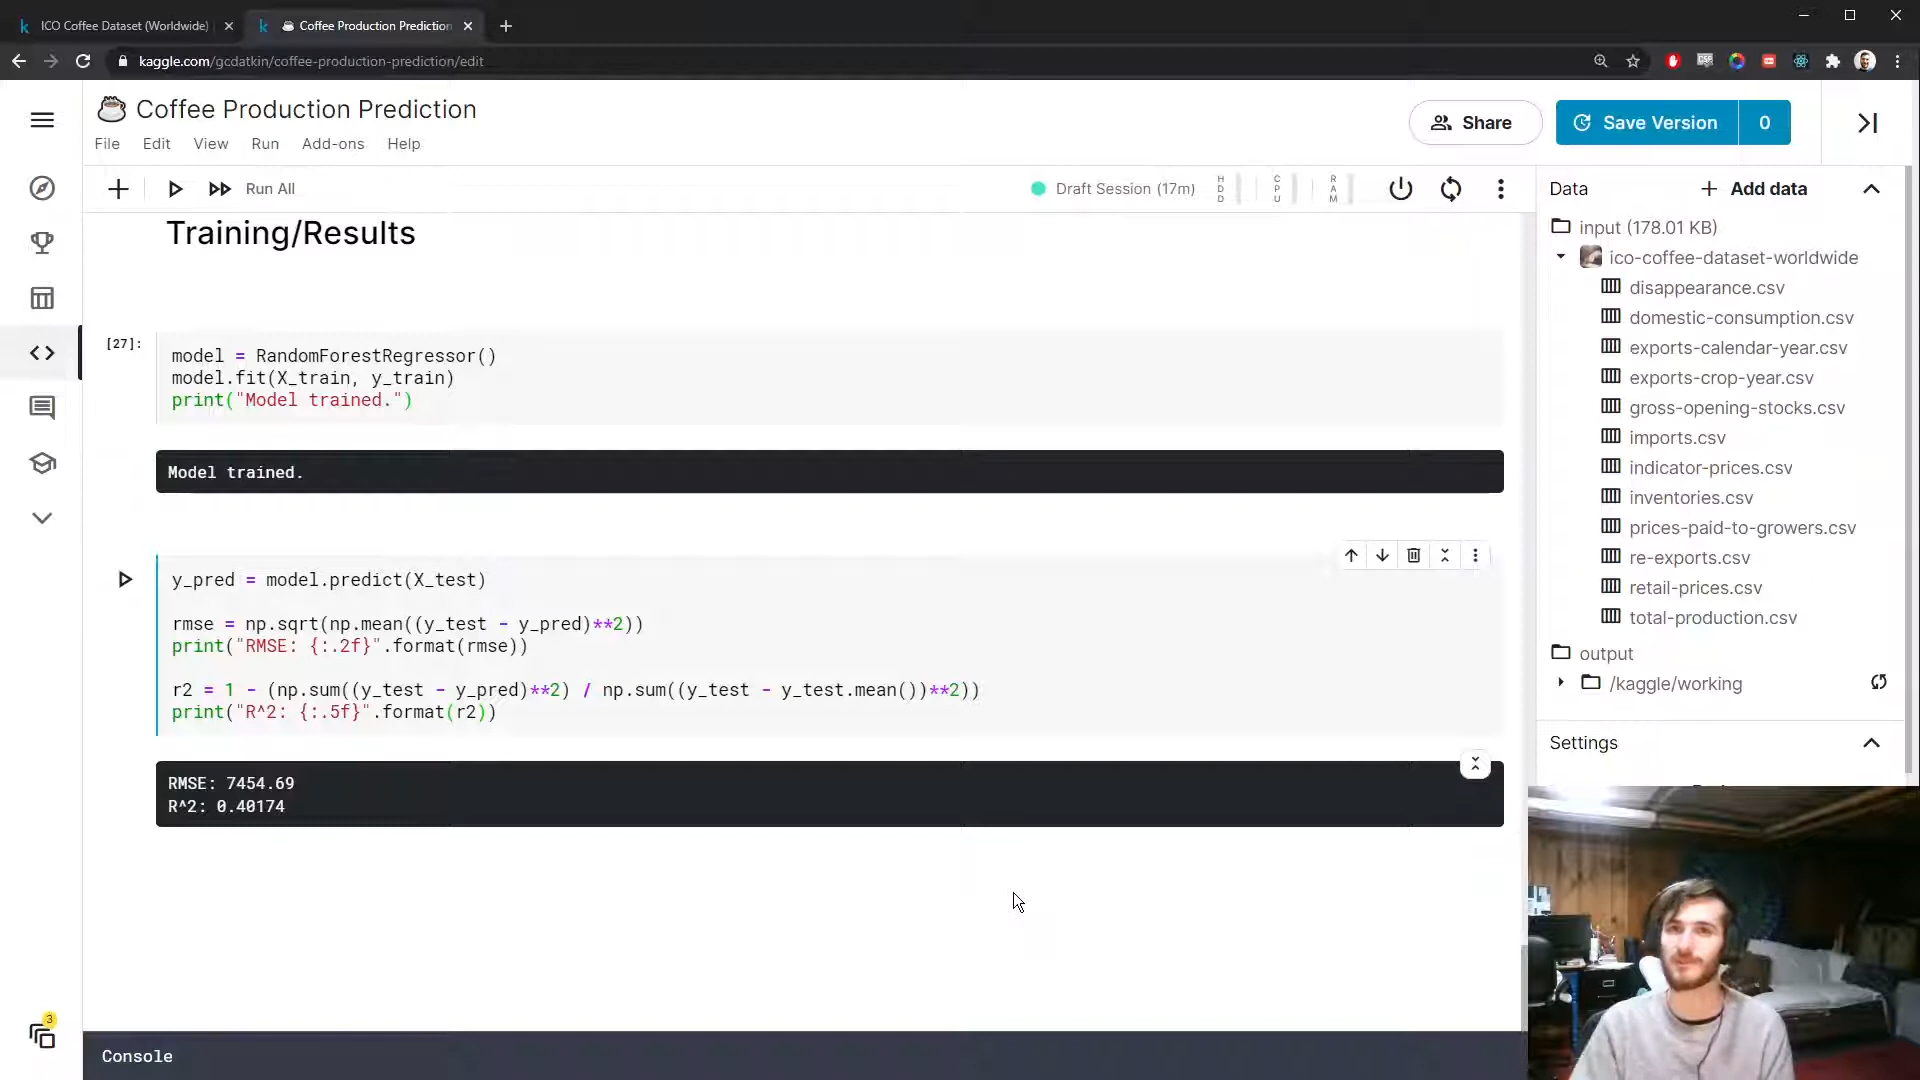 ICO Coffee Dataset (Worldwide)
Coffee Production Prediction
kaggle.com/gcdatkin/coffee-production-prediction/edit
Coffee Production Prediction
File Edit View Run Add-ons Help
Share
Save Version 0
Run All
Draft Session (17m)
HDD
CPU
RAM
Data
Add data
Training/Results
[27]:
model = RandomForestRegressor()
model.fit(X_train, y_train)
print("Model trained.")
Model trained.
y_pred = model.predict(X_test)
rmse = np.sqrt(np.mean((y_test - y_pred)**2))
print("RMSE: {:.2f}".format(rmse))
r2 = 1 - (np.sum((y_test - y_pred)**2) / np.sum((y_test - y_test.mean())**2))
print("R^2: {:.5f}".format(r2))
RMSE: 7454.69
R^2: 0.40174
input (178.01 KB)
ico-coffee-dataset-worldwide
disappearance.csv
domestic-consumption.csv
exports-calendar-year.csv
exports-crop-year.csv
gross-opening-stocks.csv
imports.csv
indicator-prices.csv
inventories.csv
prices-paid-to-growers.csv
re-exports.csv
retail-prices.csv
total-production.csv
output
/kaggle/working
Settings
3
Console